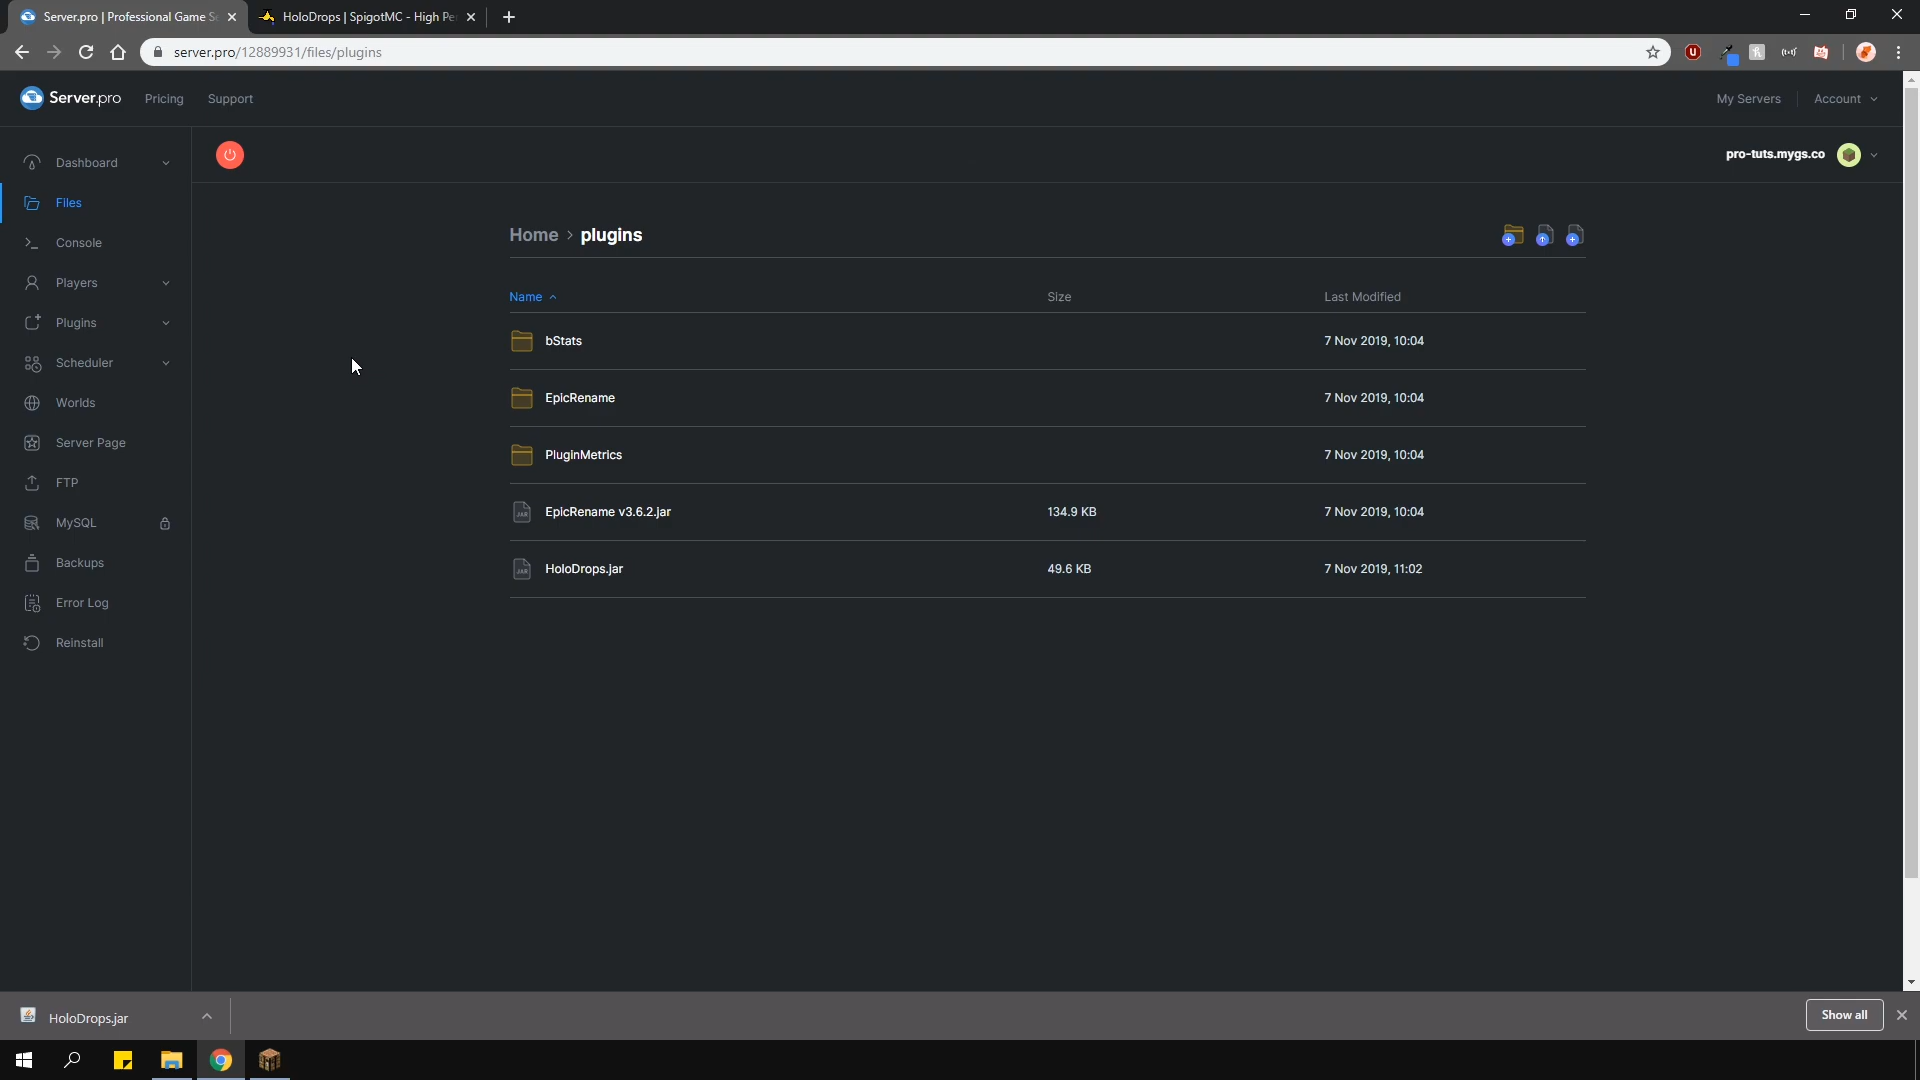 Server.pro | Professional Game S
HoloDrops | SpigotMC - High Pe
server.pro/12889931/files/plugins
Server.pro
Pricing
Support
My Servers
Account
Dashboard
Files
Console
Players
Plugins
Scheduler
Worlds
Server Page
FTP
MySQL
Backups
Error Log
Reinstall
pro-tuts.mygs.co
Home > plugins
Name Size Last Modified
bStats 7 Nov 2019, 10:04
EpicRename 7 Nov 2019, 10:04
PluginMetrics 7 Nov 2019, 10:04
JAR EpicRename v3.6.2.jar 134.9 KB 7 Nov 2019, 10:04
JAR HoloDrops.jar 49.6 KB 7 Nov 2019, 11:02
HoloDrops.jar
Show all